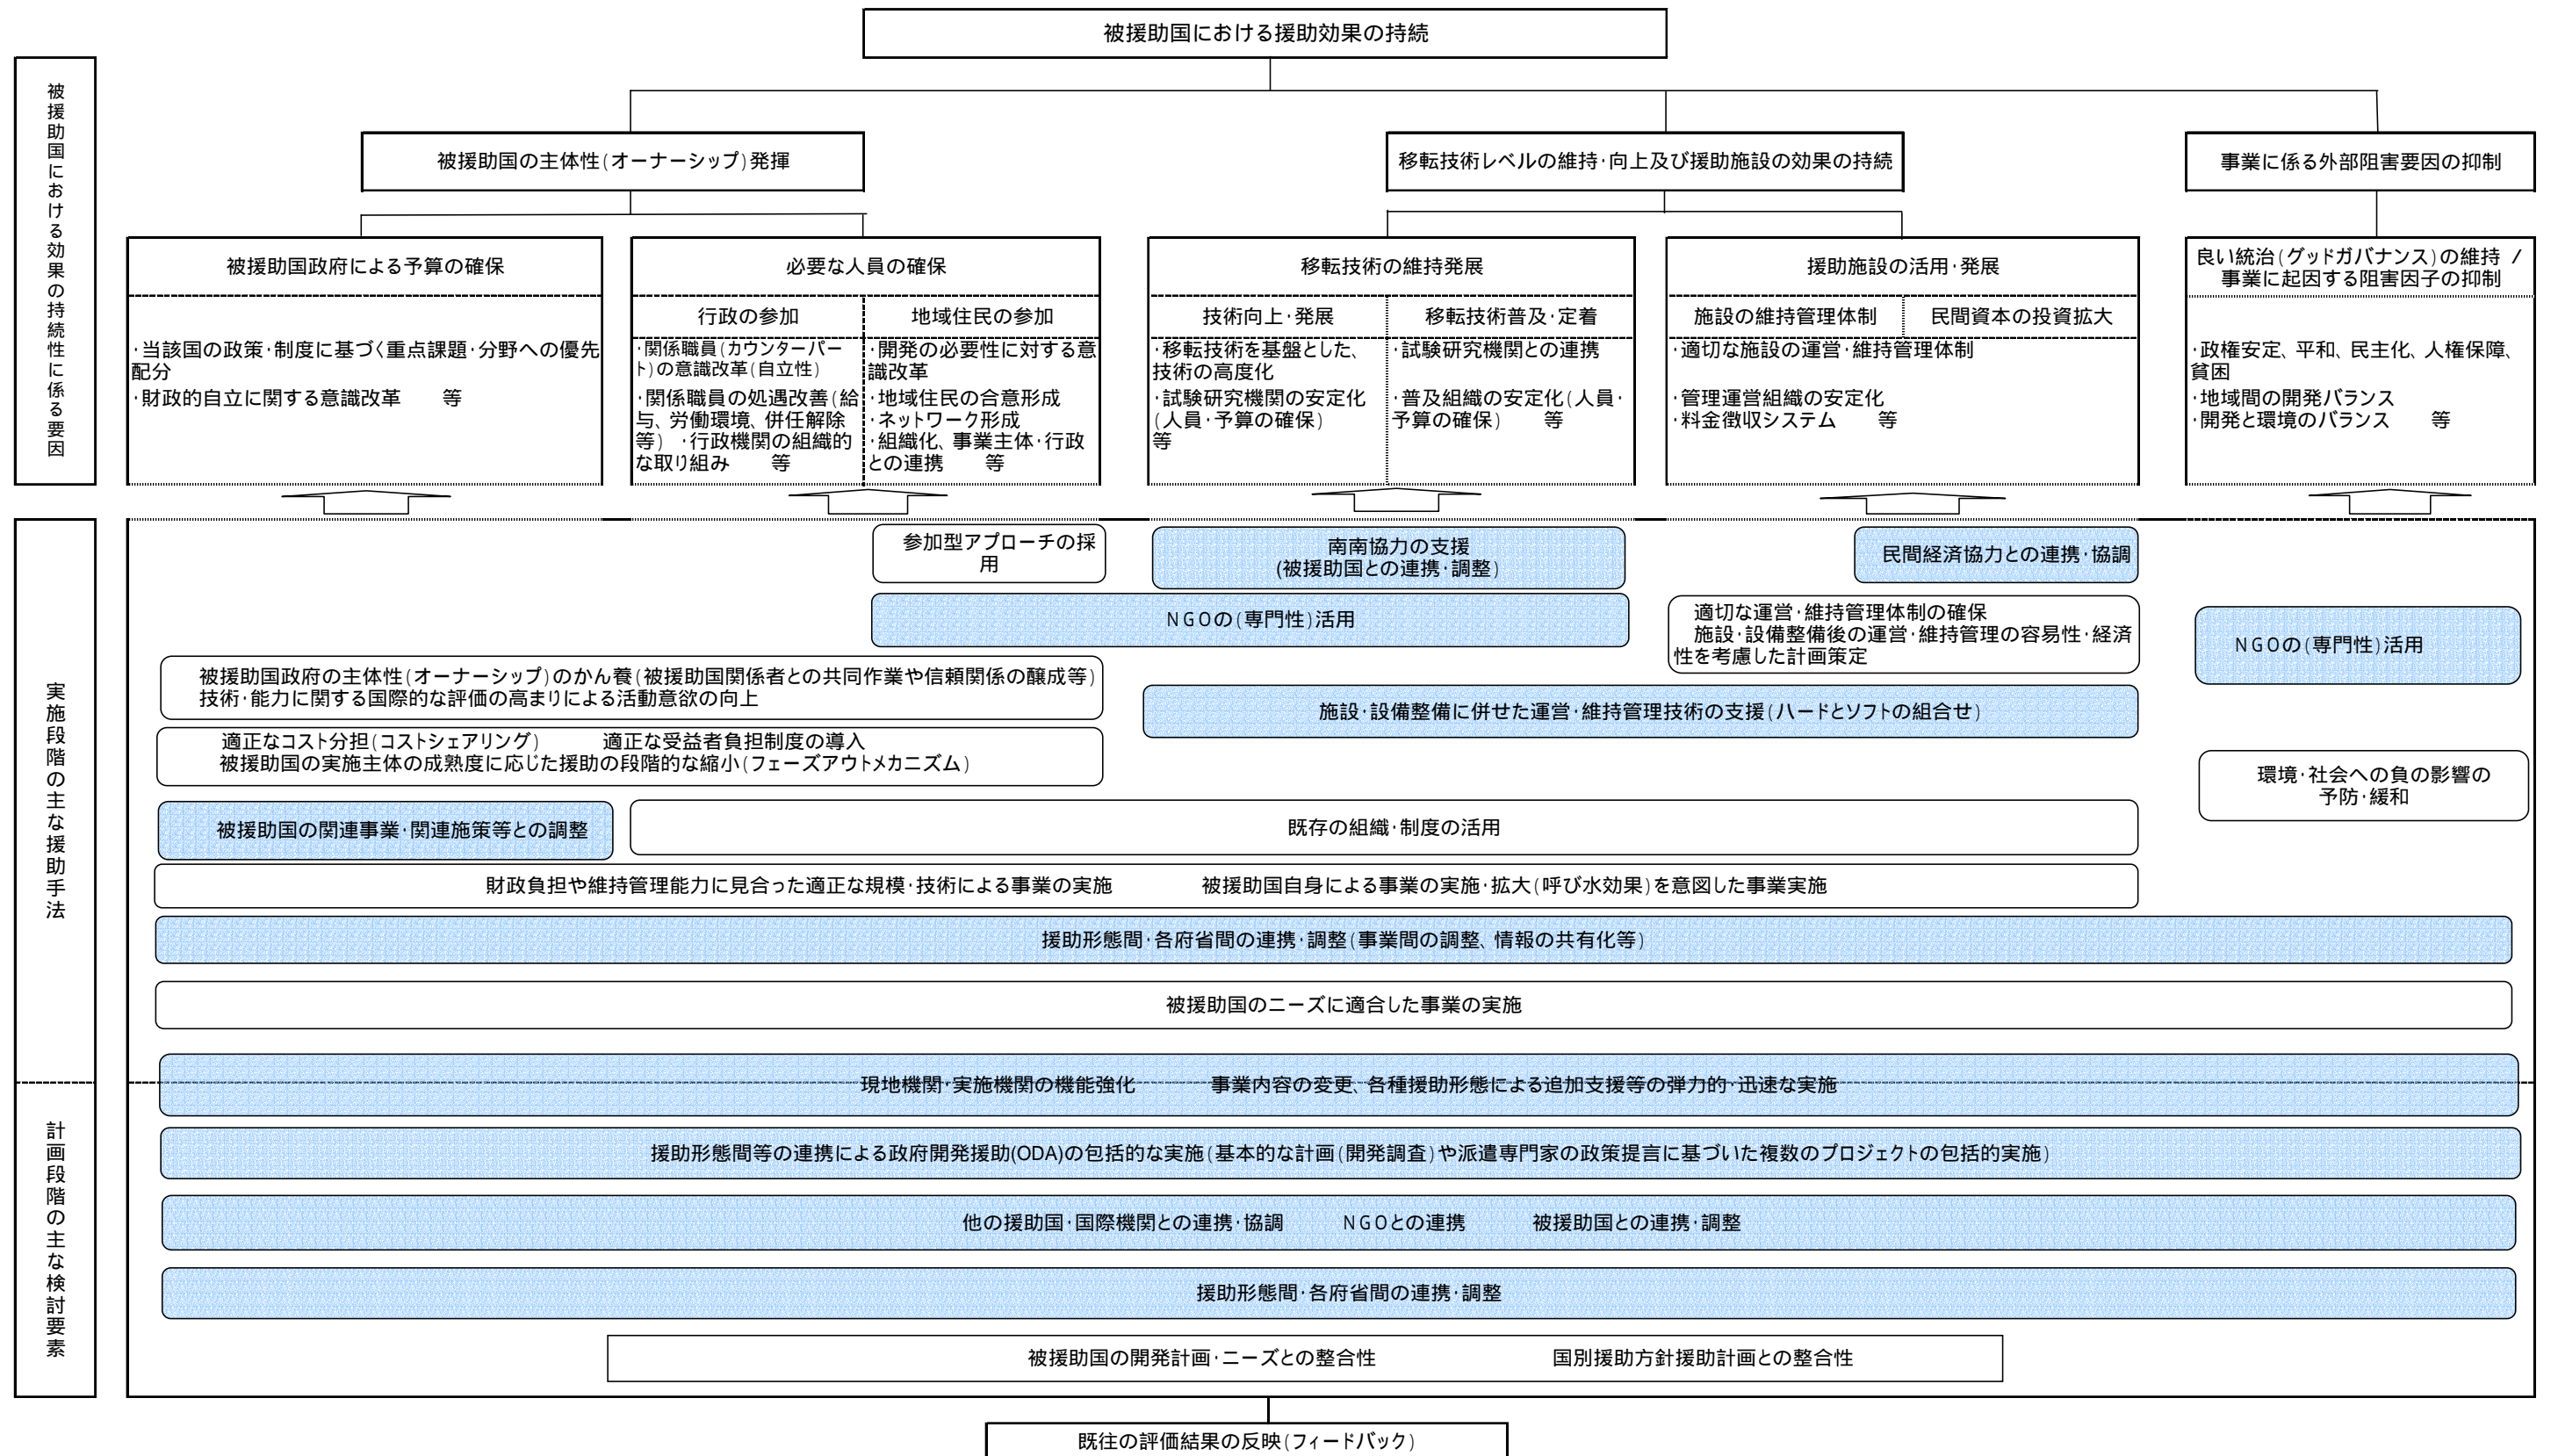 被援助国における援助効果の持続
被援助国における効果の持続性に係る要因
被援助国の主体性(オーナーシップ)発揮
移転技術レベルの維持・向上及び援助施設の効果の持続
事業に係る外部阻害要因の抑制
被援助国政府による予算の確保
・当該国の政策・制度に基づく重点課題・分野への優先
配分
・財政的自立に関する意識改革　　等
必要な人員の確保
行政の参加
・関係職員(カウンターパー
ト)の意識改革(自立性)
・関係職員の処遇改善(給
与、労働環境、併任解除
等)　・行政機関の組織的
な取り組み　　等
地域住民の参加
・開発の必要性に対する意
識改革
・地域住民の合意形成
・ネットワーク形成
・組織化、事業主体・行政
との連携　　等
移転技術の維持発展
技術向上・発展
・移転技術を基盤とした、
技術の高度化
・試験研究機関の安定化
(人員・予算の確保)
等
移転技術普及・定着
・試験研究機関との連携
・普及組織の安定化(人員・
予算の確保)　　等
援助施設の活用・発展
施設の維持管理体制
民間資本の投資拡大
・適切な施設の運営・維持管理体制
・管理運営組織の安定化
・料金徴収システム　　等
良い統治(グッドガバナンス)の維持 /
事業に起因する阻害因子の抑制
・政権安定、平和、民主化、人権保障、
貧困
・地域間の開発バランス
・開発と環境のバランス　　等
実施段階の主な援助手法
参加型アプローチの採
用
南南協力の支援
(被援助国との連携・調整)
民間経済協力との連携・協調
NGOの(専門性)活用
適切な運営・維持管理体制の確保
施設・設備整備後の運営・維持管理の容易性・経済
性を考慮した計画策定
NGOの(専門性)活用
被援助国政府の主体性(オーナーシップ)のかん養(被援助国関係者との共同作業や信頼関係の醸成等)
技術・能力に関する国際的な評価の高まりによる活動意欲の向上
施設・設備整備に併せた運営・維持管理技術の支援(ハードとソフトの組合せ)
適正なコスト分担(コストシェアリング)　　適正な受益者負担制度の導入
被援助国の実施主体の成熟度に応じた援助の段階的な縮小(フェーズアウトメカニズム)
環境・社会への負の影響の
予防・緩和
被援助国の関連事業・関連施策等との調整
既存の組織・制度の活用
財政負担や維持管理能力に見合った適正な規模・技術による事業の実施　　被援助国自身による事業の実施・拡大(呼び水効果)を意図した事業実施
援助形態間・各府省間の連携・調整(事業間の調整、情報の共有化等)
被援助国のニーズに適合した事業の実施
現地機関・実施機関の機能強化　　事業内容の変更、各種援助形態による追加支援等の弾力的・迅速な実施
計画段階の主な検討要素
援助形態間等の連携による政府開発援助(ODA)の包括的な実施(基本的な計画(開発調査)や派遣専門家の政策提言に基づいた複数のプロジェクトの包括的実施)
他の援助国・国際機関との連携・協調　　NGOとの連携　　被援助国との連携・調整
援助形態間・各府省間の連携・調整
被援助国の開発計画・ニーズとの整合性　　国別援助方針援助計画との整合性
既往の評価結果の反映(フィードバック)